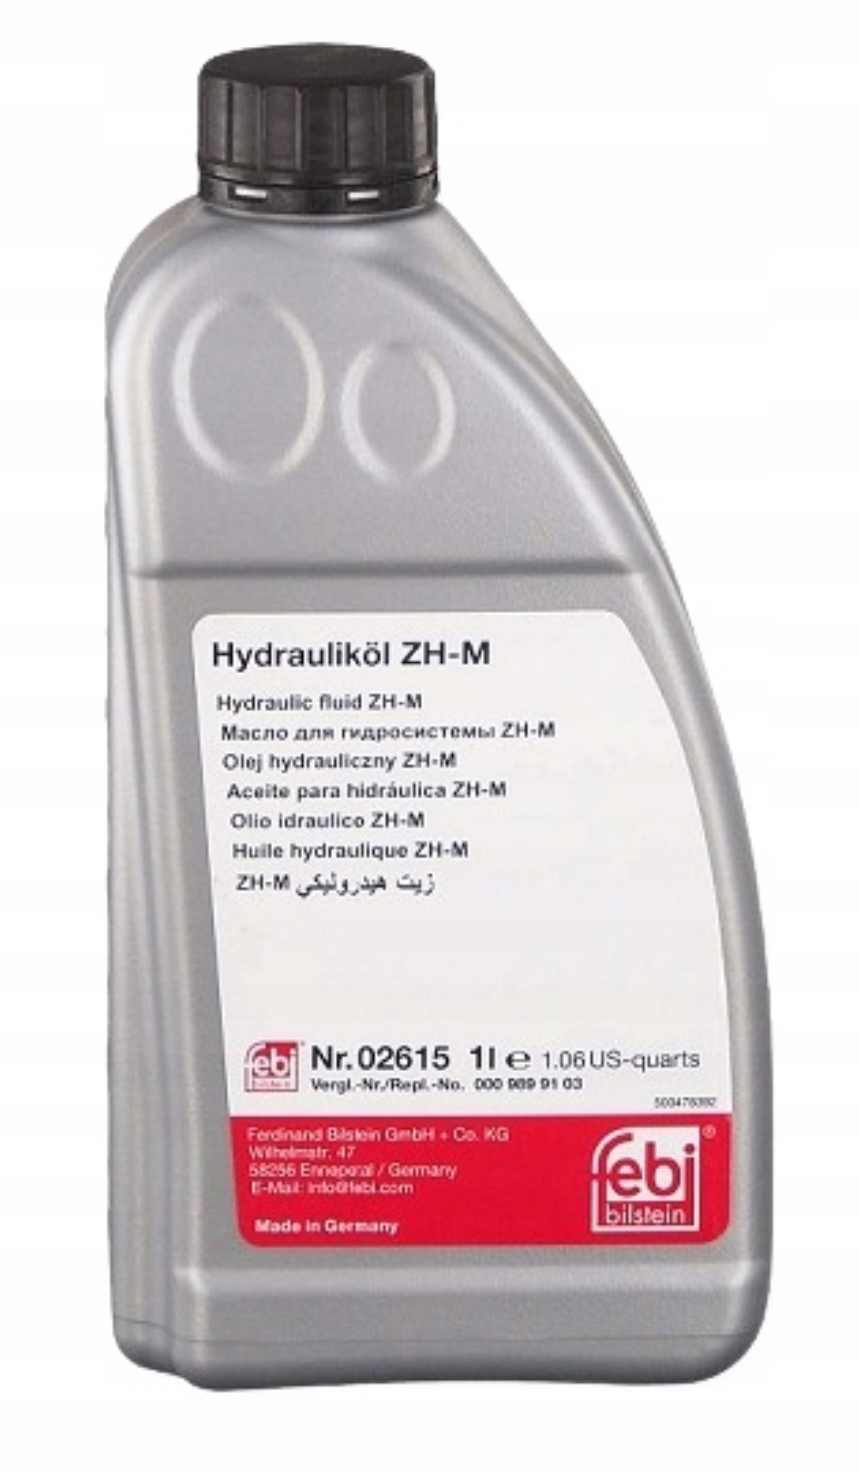 Hydrauliköl ZH-M
Hydraulic fluid ZH-M
Масло для гидросистемы ZH-M
Olej hydrauliczny ZH-M
Aceite para hidráulica ZH-M
Olio idraulico ZH-M
Huile hydraulique ZH-M
زيت هيدروليكي ZH-M
febi bilstein Nr. 02615 1l ℮ 1.06 US-quarts
Vergl.-Nr./Repl.-No. 000 989 91 03
Ferdinand Bilstein GmbH + Co. KG
Wilhelmstr. 47
58256 Ennepetal / Germany
E-Mail: info@febi.com
Made in Germany
febi®
bilstein